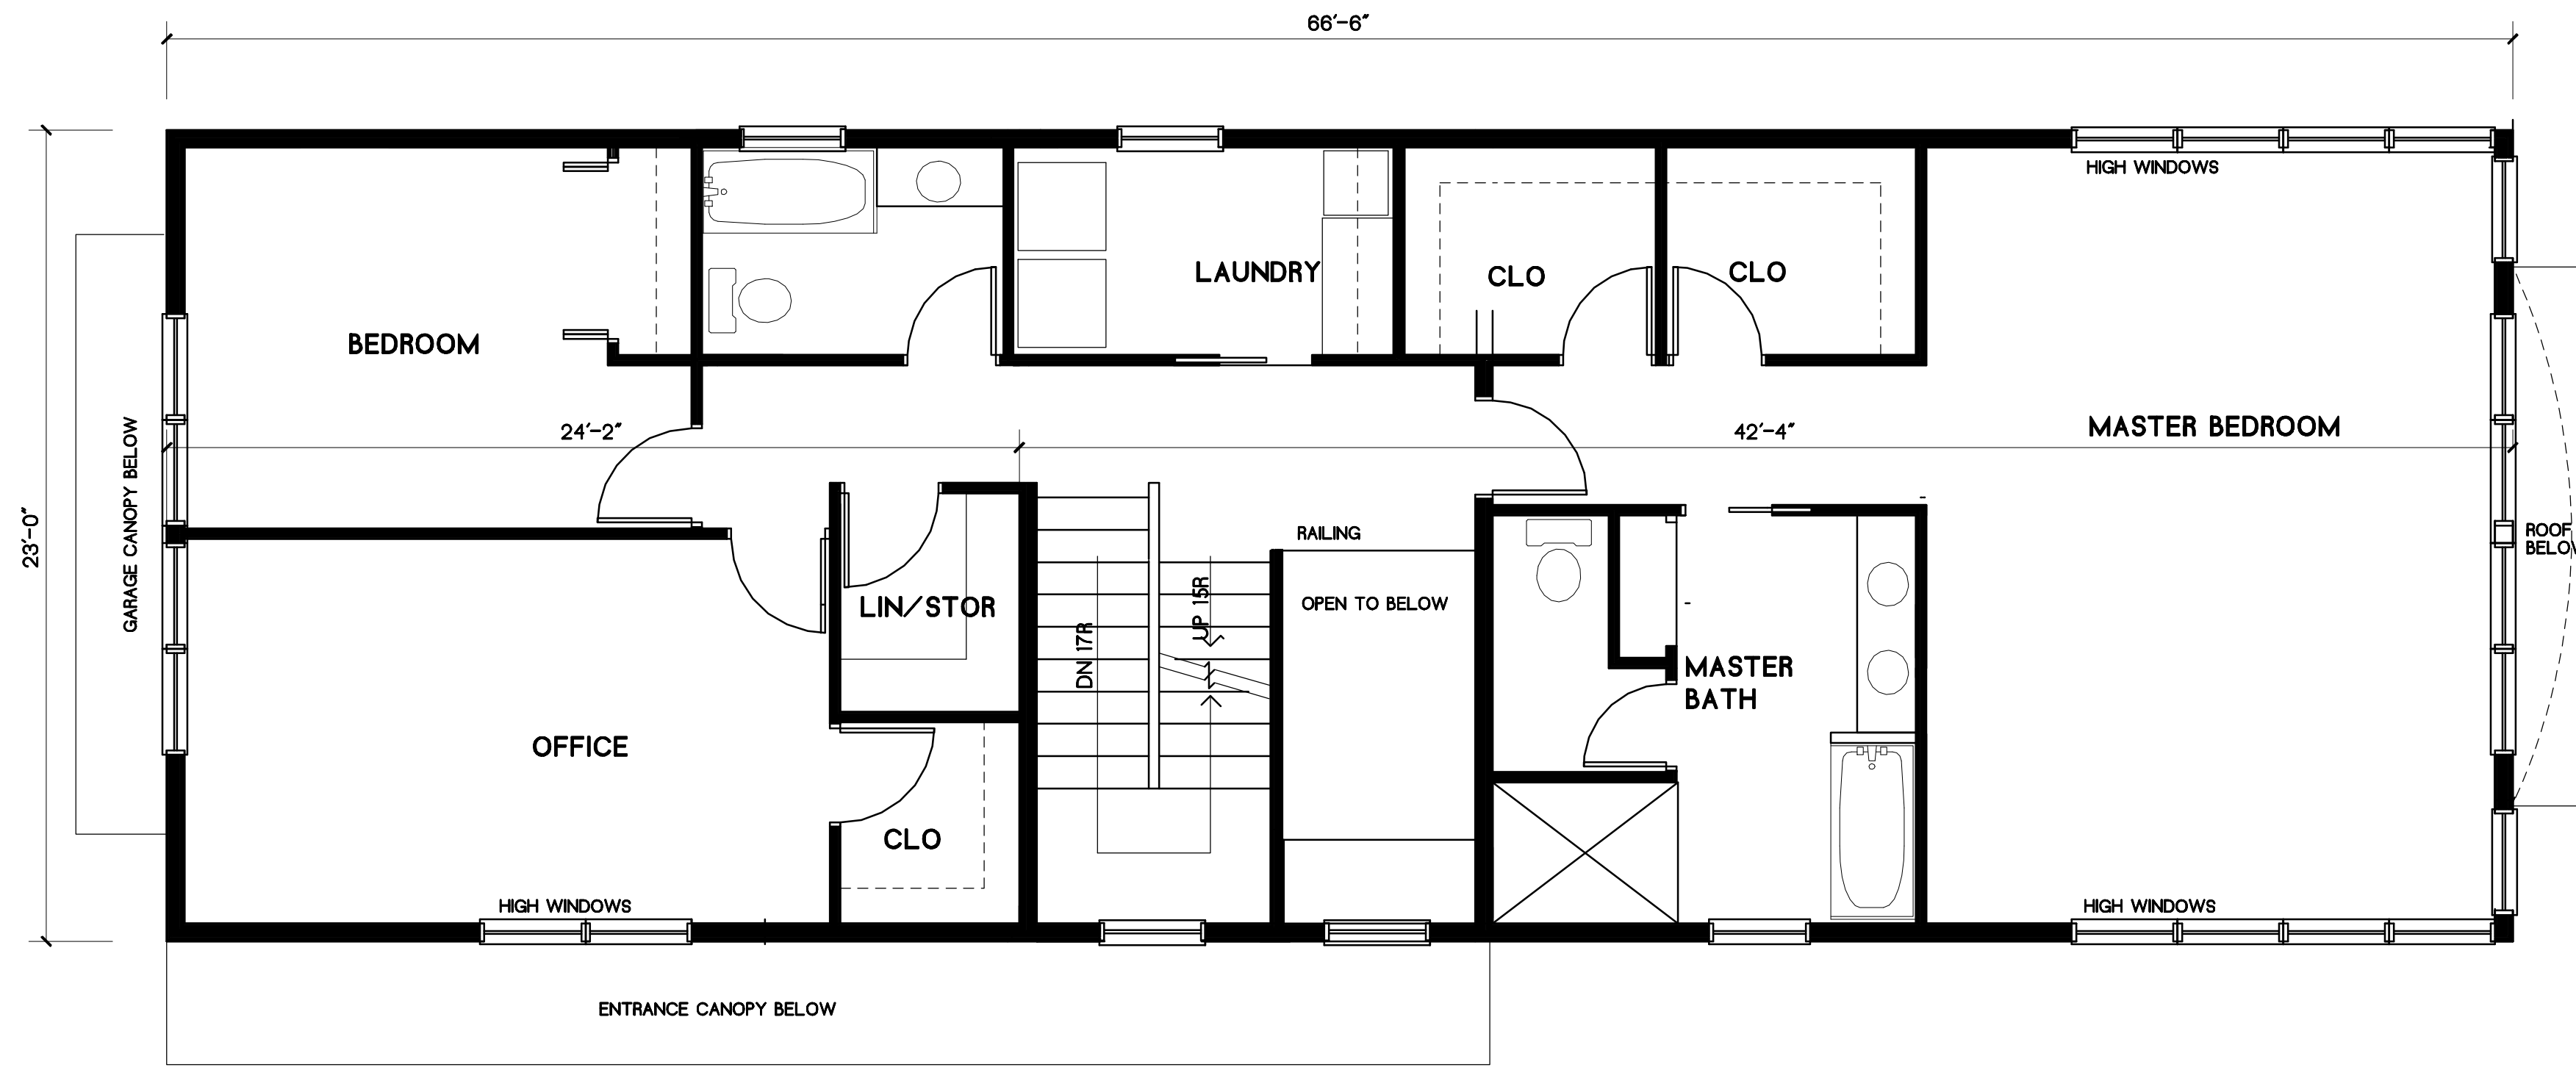 66'-6"
HIGH WINDOWS
LAUNDRY
CLO
CLO
BEDROOM
24'-2"
42'-4"
MASTER BEDROOM
GARAGE CANOPY BELOW
23'-0"
RAILING
ROOF
LIN/STOR
OPEN TO BELOW
DN 17R
UP 15R
MASTER
BATH
OFFICE
CLO
HIGH WINDOWS
HIGH WINDOWS
ENTRANCE CANOPY BELOW